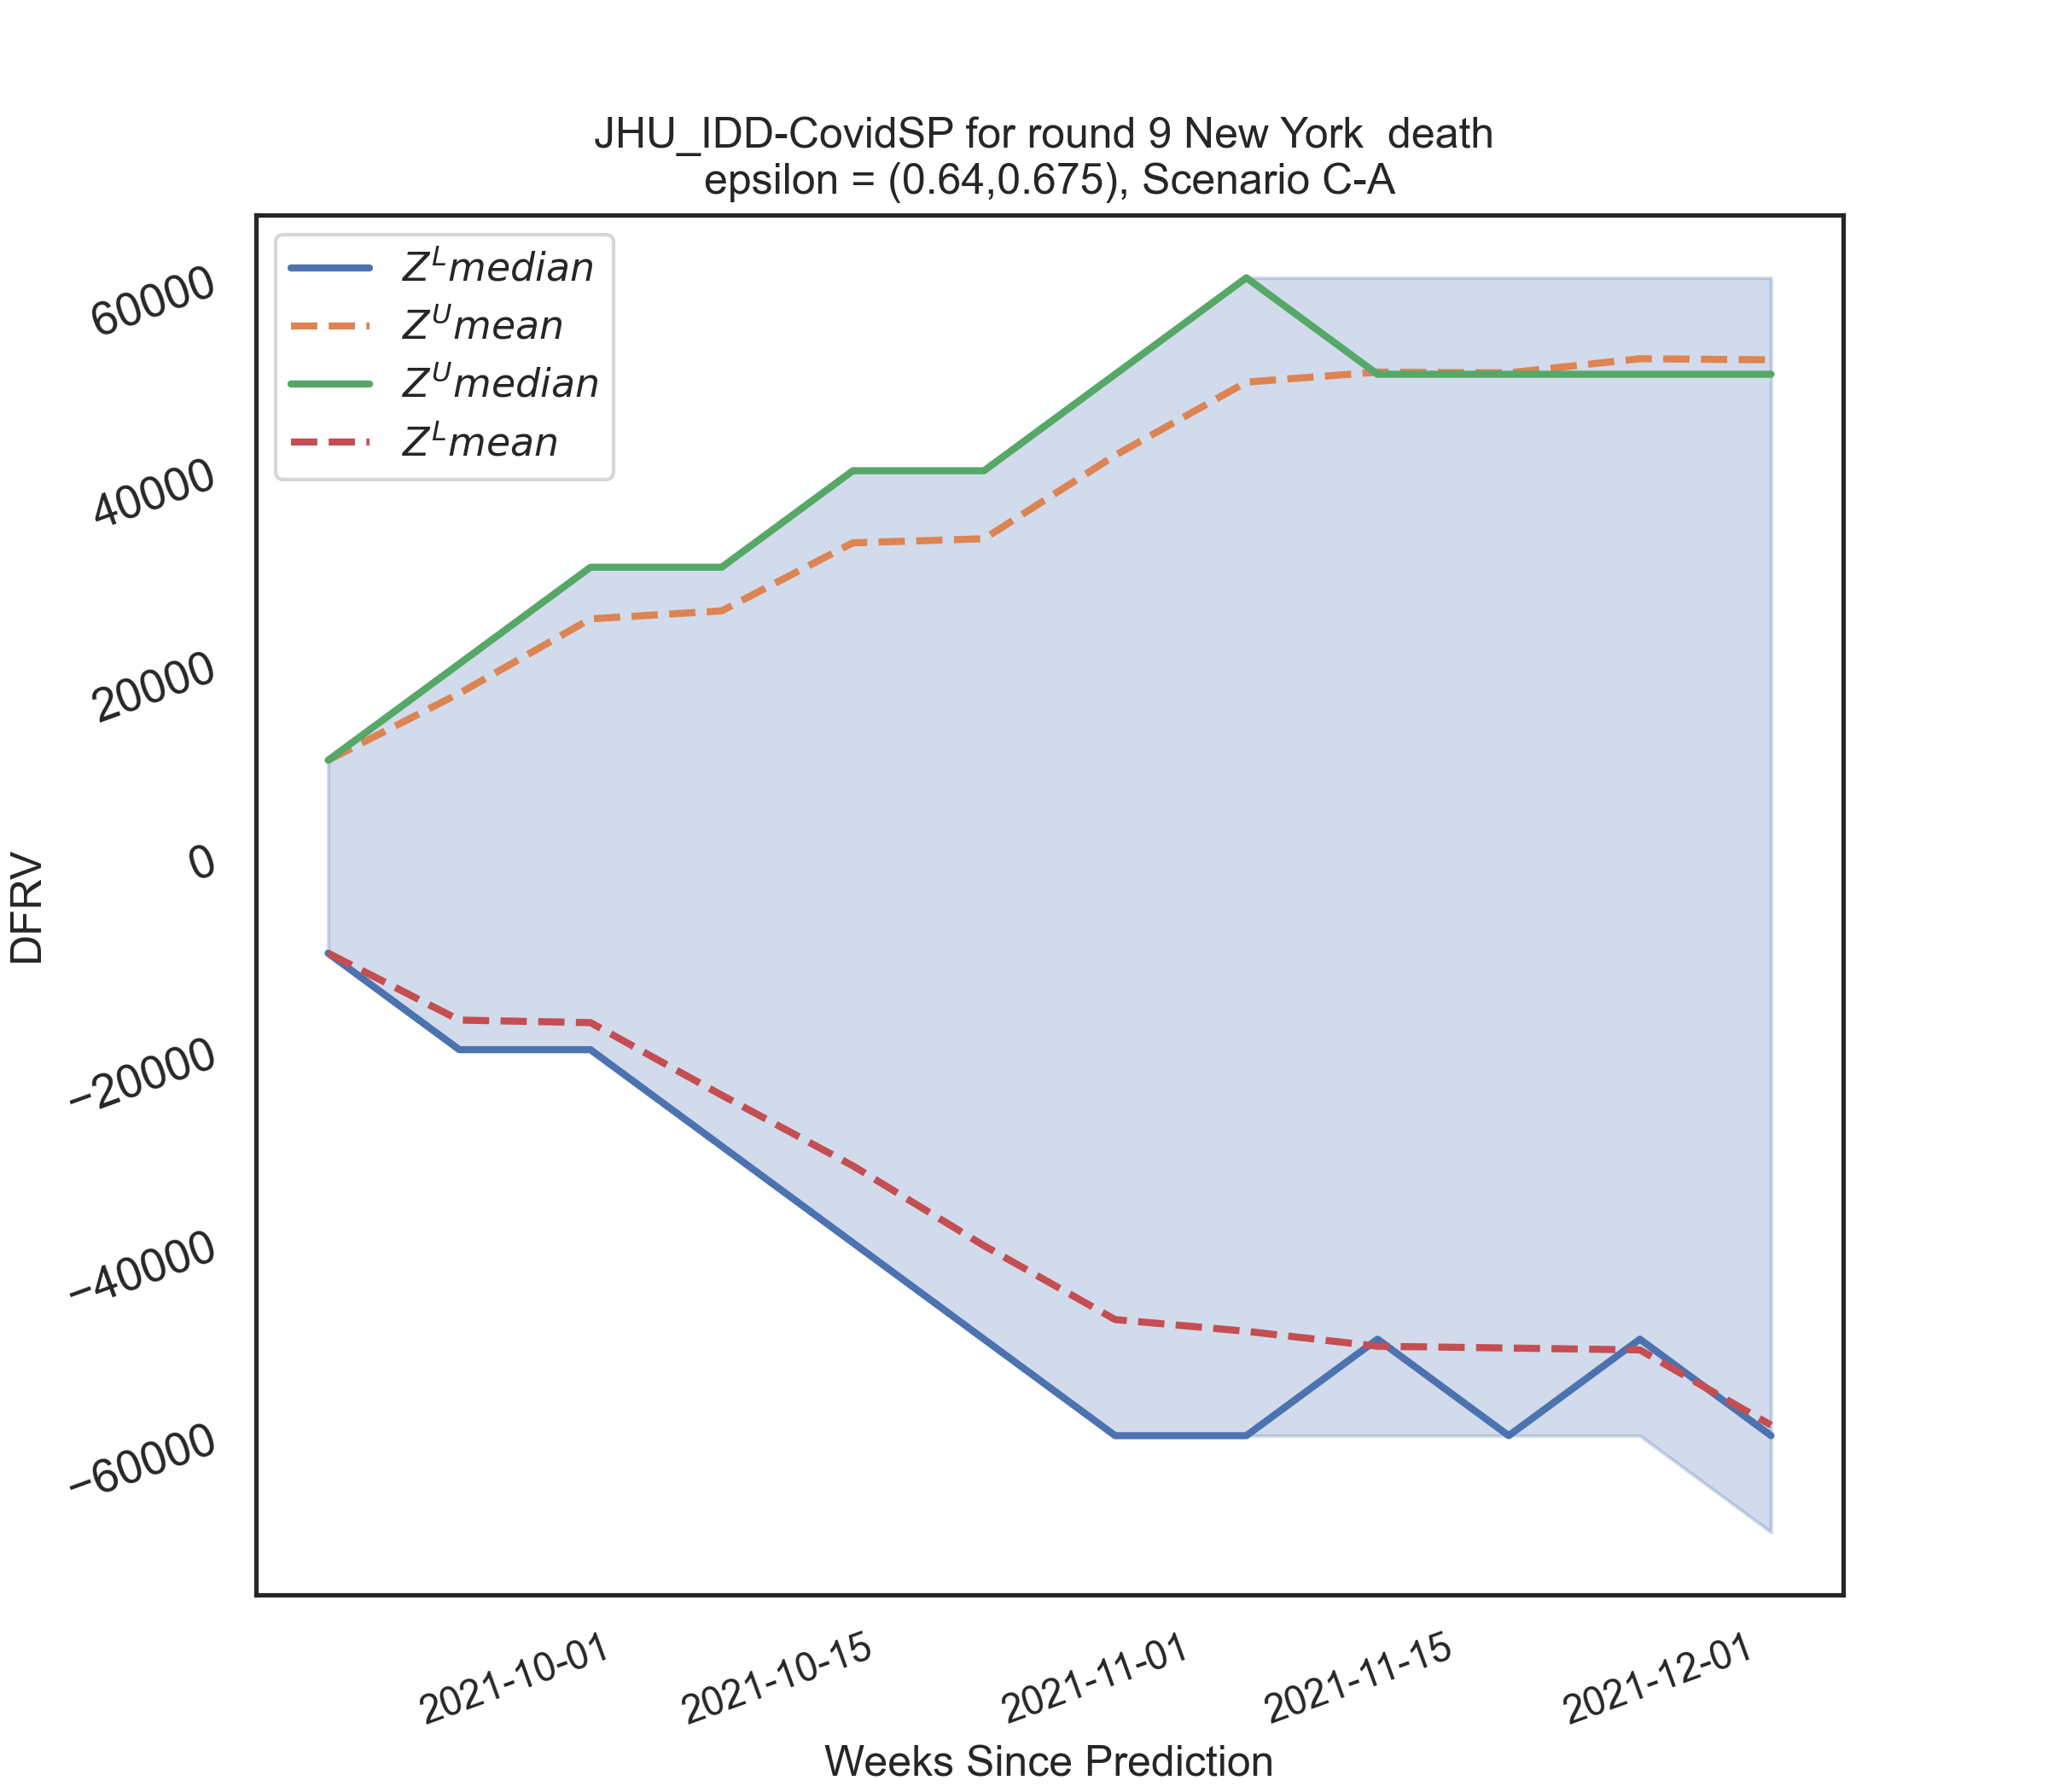 JHU_IDD-CovidSP for round 9 New York  death
epsilon = (0.64,0.675), Scenario C-A
Z^L median
Z^U mean
Z^U median
Z^L mean
60000
40000
20000
0
−20000
−40000
−60000
DFRV
2021-10-01
2021-10-15
2021-11-01
2021-11-15
2021-12-01
Weeks Since Prediction